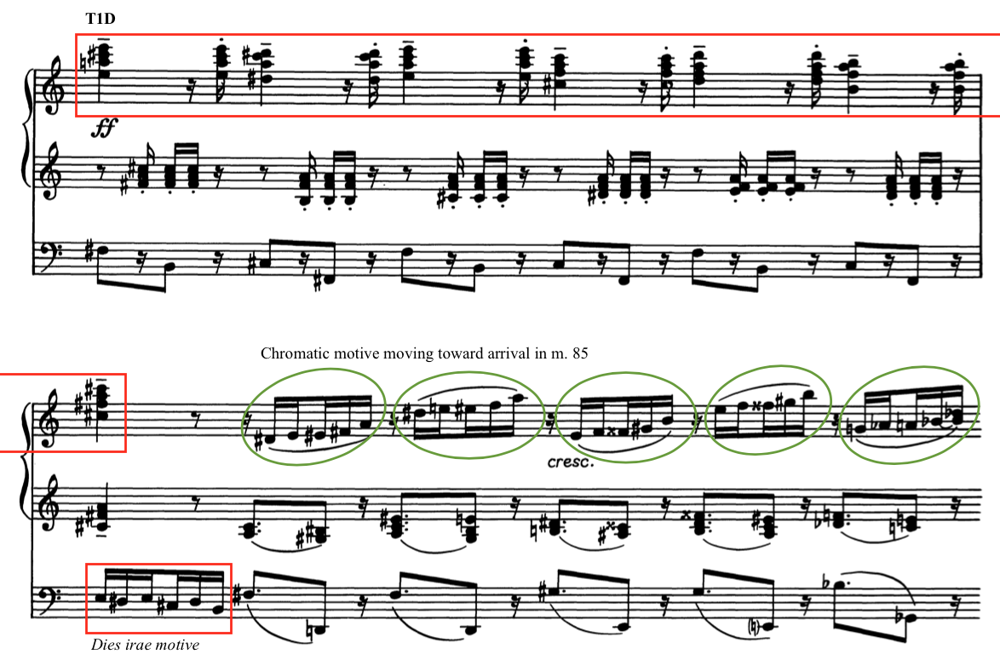 T1D
ff
Chromatic motive moving toward arrival in m. 85
cresc.
Dies irae motive